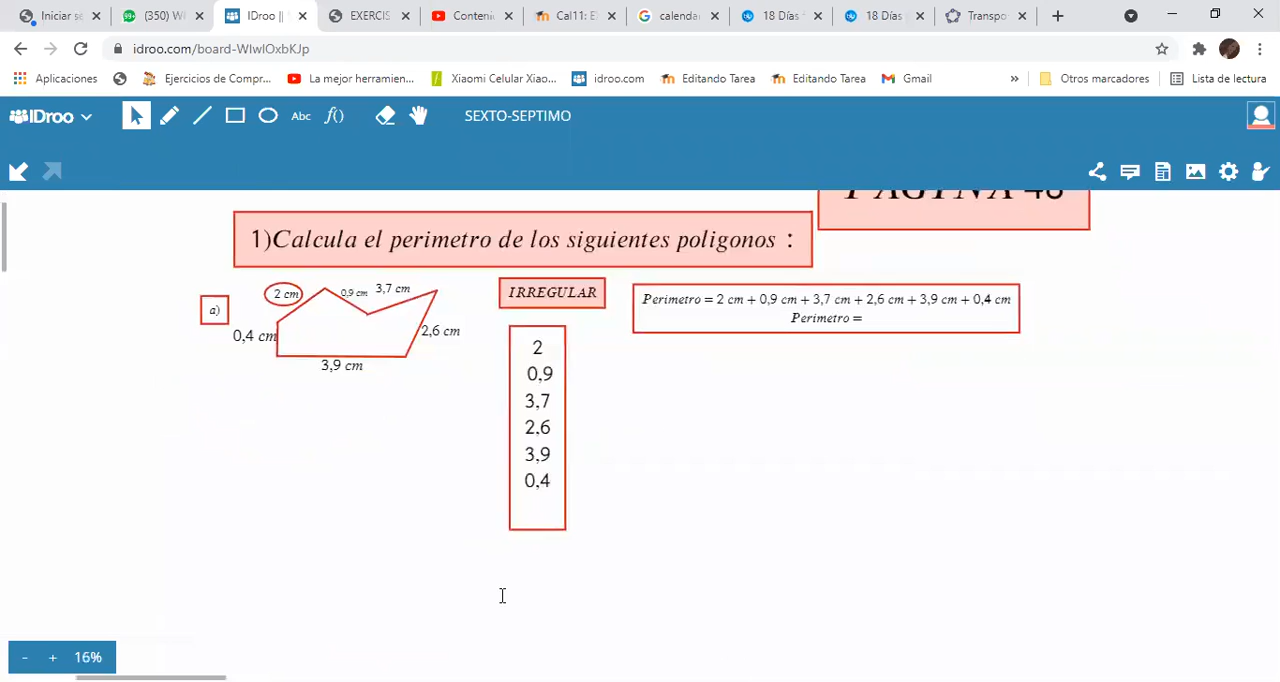 Iniciar se
(350) W
IDroo ||
EXERCIS
Conteni
Cal11: E
calenda
18 Días
18 Días
Transpo
idroo.com/board-WIwIOxbKJp
Aplicaciones
Ejercicios de Compr...
La mejor herramien...
Xiaomi Celular Xiao...
idroo.com
Editando Tarea
Editando Tarea
Gmail
»
Otros marcadores
Lista de lectura
IDroo
Abc
f()
SEXTO-SEPTIMO
PAGINA 48
1)Calcula el perimetro de los siguientes poligonos :
a)
2 cm
0,9 cm
3,7 cm
0,4 cm
2,6 cm
3,9 cm
IRREGULAR
2
0,9
3,7
2,6
3,9
0,4
Perimetro = 2 cm + 0,9 cm + 3,7 cm + 2,6 cm + 3,9 cm + 0,4 cm
Perimetro =
- + 16%